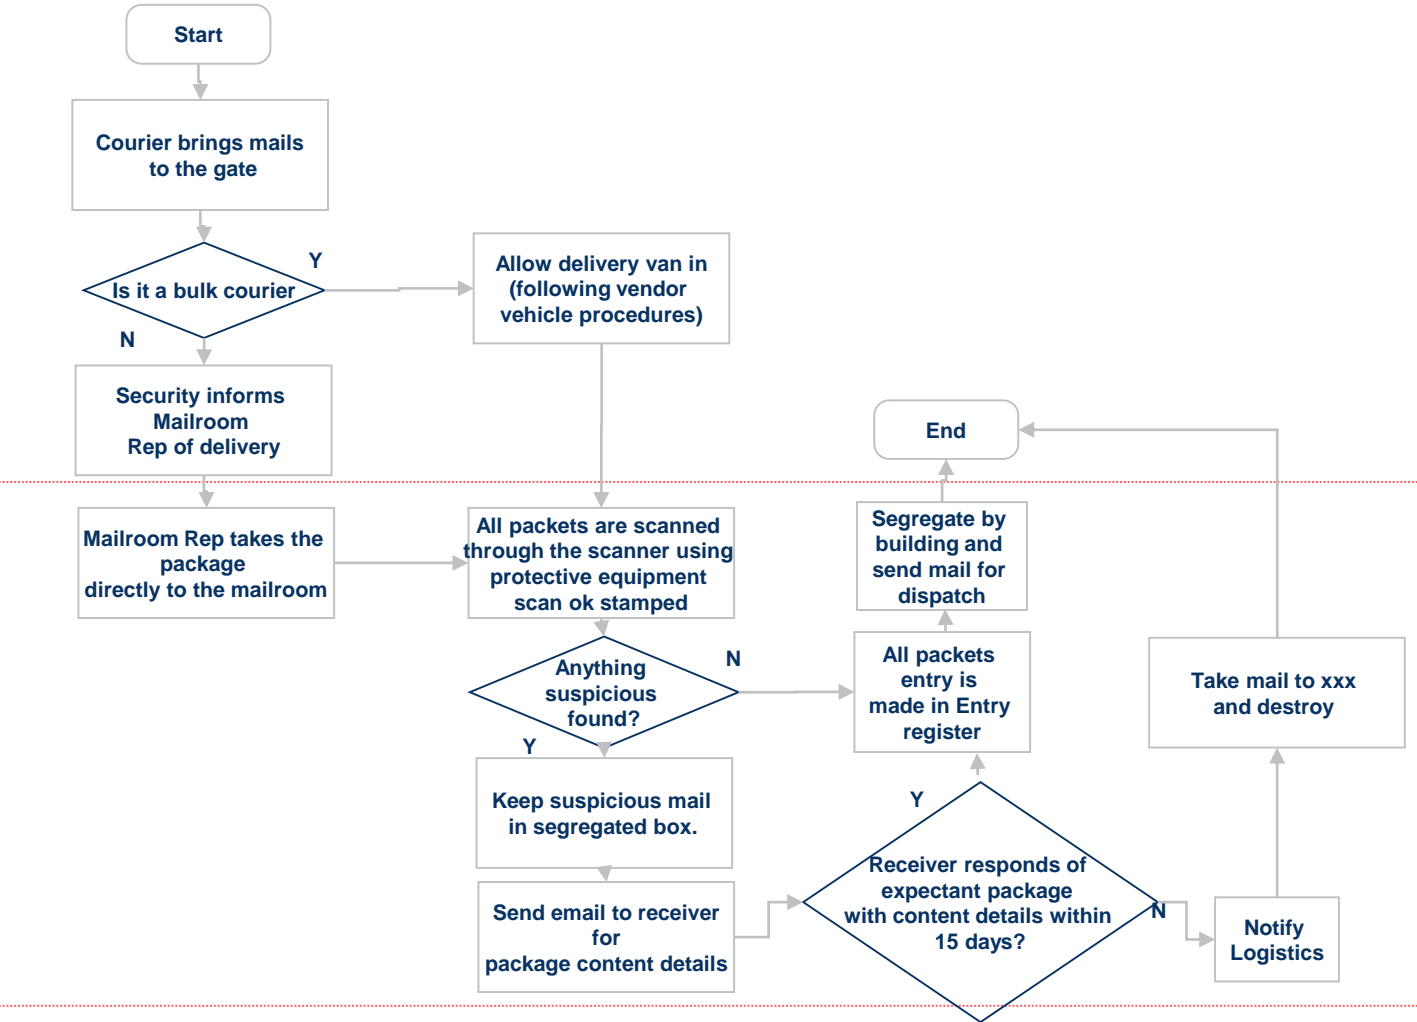 Start
Courier brings mails
to the gate
Is it a bulk courier
Y
N
Allow delivery van in
(following vendor
vehicle procedures)
Security informs
Mailroom
Rep of delivery
End
Mailroom Rep takes the
package
directly to the mailroom
All packets are scanned
through the scanner using
protective equipment
scan ok stamped
Segregate by
building and
send mail for
dispatch
Anything
suspicious
found?
N
Y
All packets
entry is
made in Entry
register
Take mail to xxx
and destroy
Keep suspicious mail
in segregated box.
Send email to receiver
for
package content details
Y
Receiver responds of
expectant package
with content details within
15 days?
N
Notify
Logistics